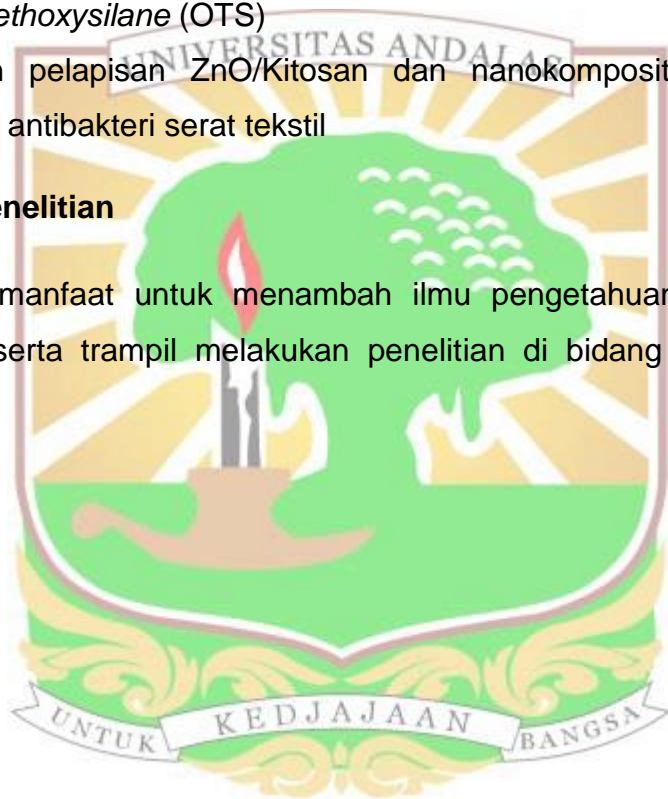 ethoxysilane (OTS)
UNIVERSITAS ANDALAS
n pelapisan ZnO/Kitosan dan nanokomposit
antibakteri serat tekstil
enelitian
manfaat untuk menambah ilmu pengetahuan
serta trampil melakukan penelitian di bidang
UNTUK KEDJAJAAN BANGSA